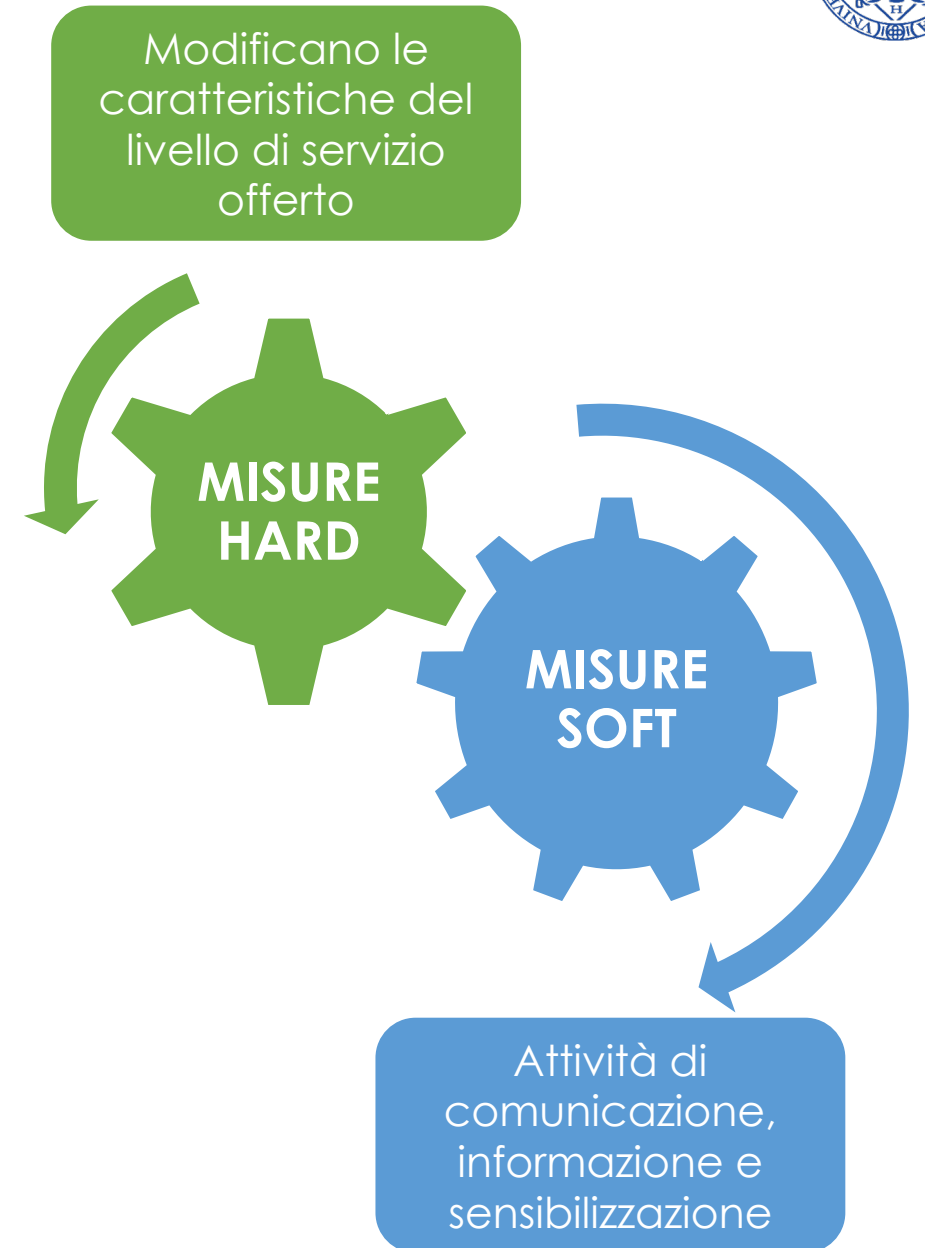 Modificano le
caratteristiche del
livello di servizio
offerto
MISURE
HARD
MISURE
SOFT
Attività di
comunicazione,
informazione e
sensibilizzazione